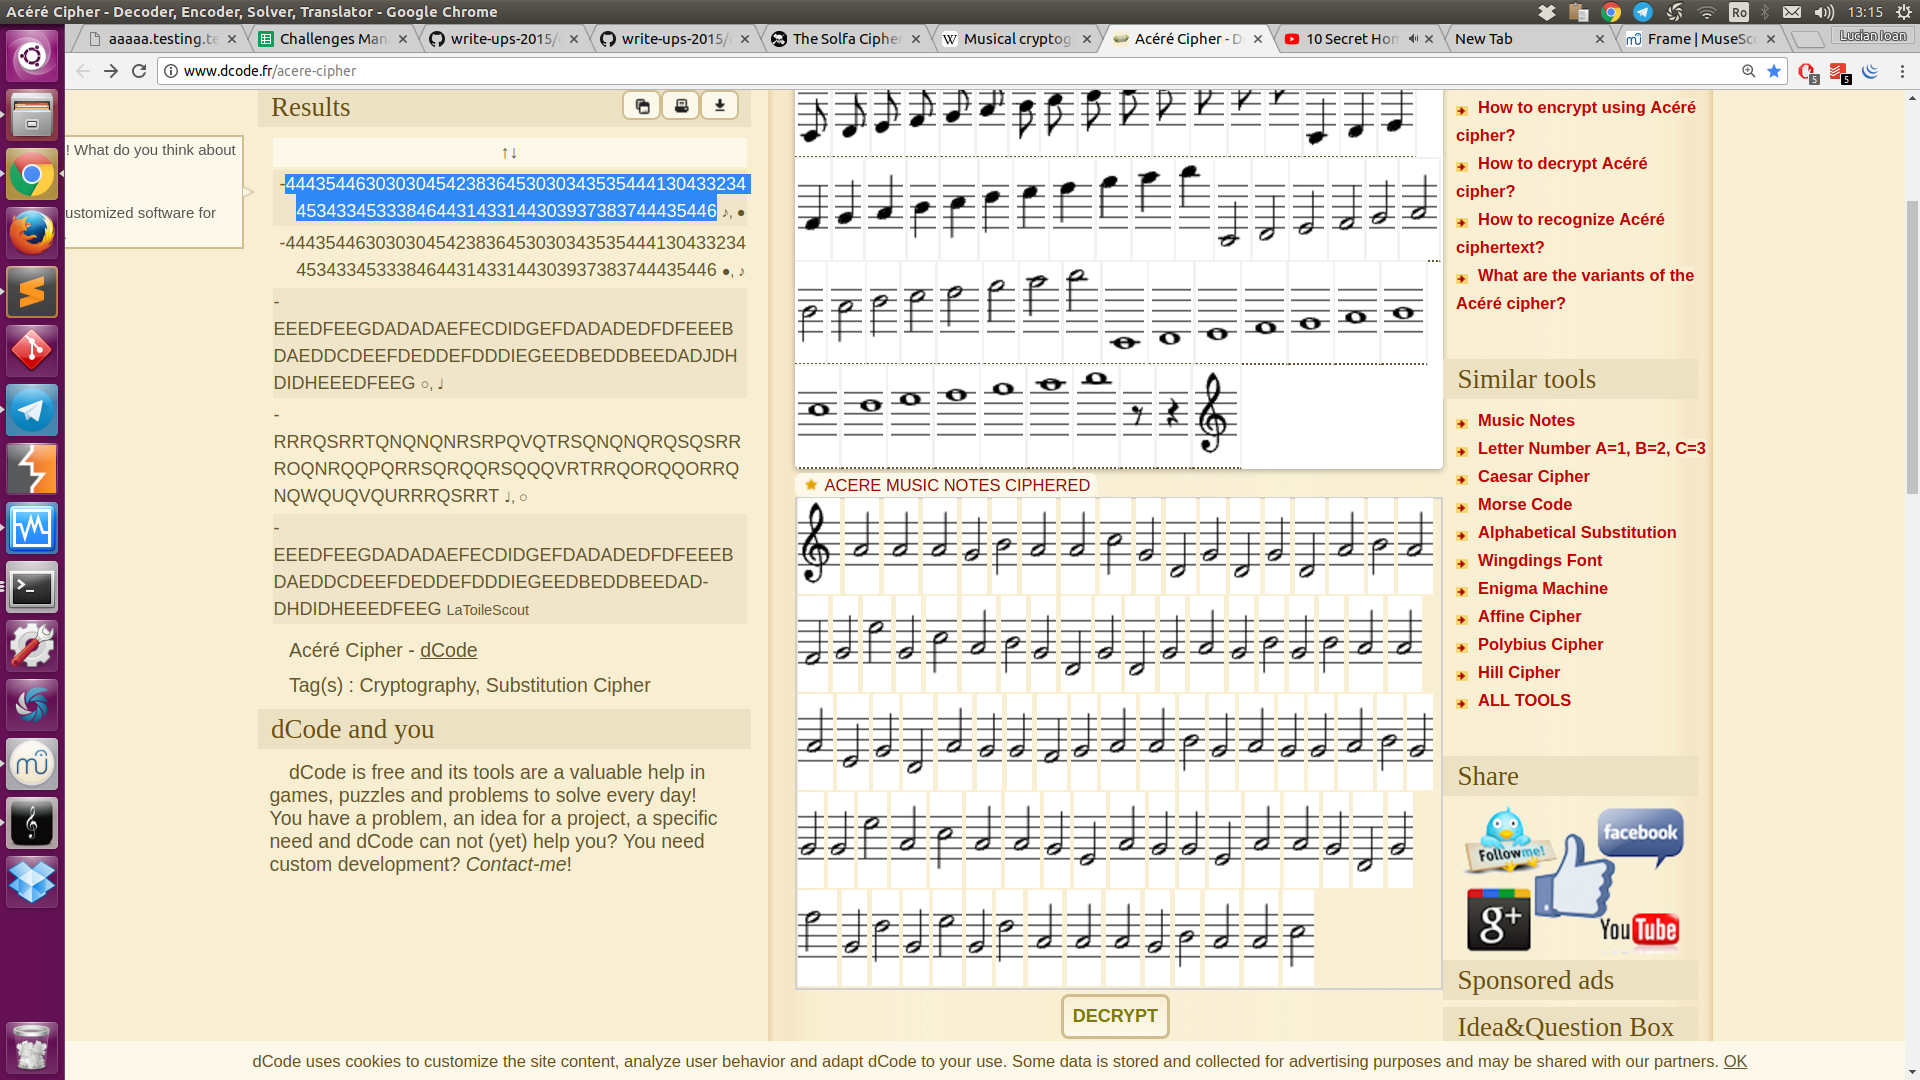 Acéré Cipher - Decoder, Encoder, Solver, Translator - Google Chrome
Ro
13:15
aaaaa.testing.te
Challenges Man
write-ups-2015/
write-ups-2015/
The Solfa Cipher
Musical cryptog
Acéré Cipher - D
10 Secret Hom
New Tab
Frame | MuseSco
Lucian Ioan
www.dcode.fr/acere-cipher
5
5
! What do you think about
ustomized software for
Results
↑↓
-44435446303030454238364530303435354441304332344
45343345333846443143314430393738374443 5446 ♪, ●
-4443544630303045423836453030343535444130433234
4534334533384644314331443039373837444 35446 ●, ♪
-
EEEDFEEGDADADAEFECDIDGEFDADADEDFDFEEEB
DAEDDCDEEFDEDDEFDDDIEGEEDBEDDBEEDADJDH
DIDHEEEDFEEG ○, ♩
-
RRRQSRRTQNQNQNRSRPQVQTRSQNQNQRQSQSRR
ROQNRQQPQRRSQRQQRSQQQVRTRRQORQQORRQ
NQWQUQVQURRRQSRRT ♩, ○
-
EEEDFEEGDADADAEFECDIDGEFDADADEDFDFEEEB
DAEDDCDEEFDEDDEFDDDIEGEEDBEDDBEEDAD-
DHDIDHEEEDFEEG LaToileScout
Acéré Cipher - dCode
Tag(s) : Cryptography, Substitution Cipher
dCode and you
dCode is free and its tools are a valuable help in
games, puzzles and problems to solve every day!
You have a problem, an idea for a project, a specific
need and dCode can not (yet) help you? You need
custom development? Contact-me!
ACERE MUSIC NOTES CIPHERED
DECRYPT
How to encrypt using Acéré
cipher?
How to decrypt Acéré
cipher?
How to recognize Acéré
ciphertext?
What are the variants of the
Acéré cipher?
Similar tools
Music Notes
Letter Number A=1, B=2, C=3
Caesar Cipher
Morse Code
Alphabetical Substitution
Wingdings Font
Enigma Machine
Affine Cipher
Polybius Cipher
Hill Cipher
ALL TOOLS
Share
Follow me!
facebook
g+
You Tube
Sponsored ads
Idea&Question Box
dCode uses cookies to customize the site content, analyze user behavior and adapt dCode to your use. Some data is stored and collected for advertising purposes and may be shared with our partners. OK